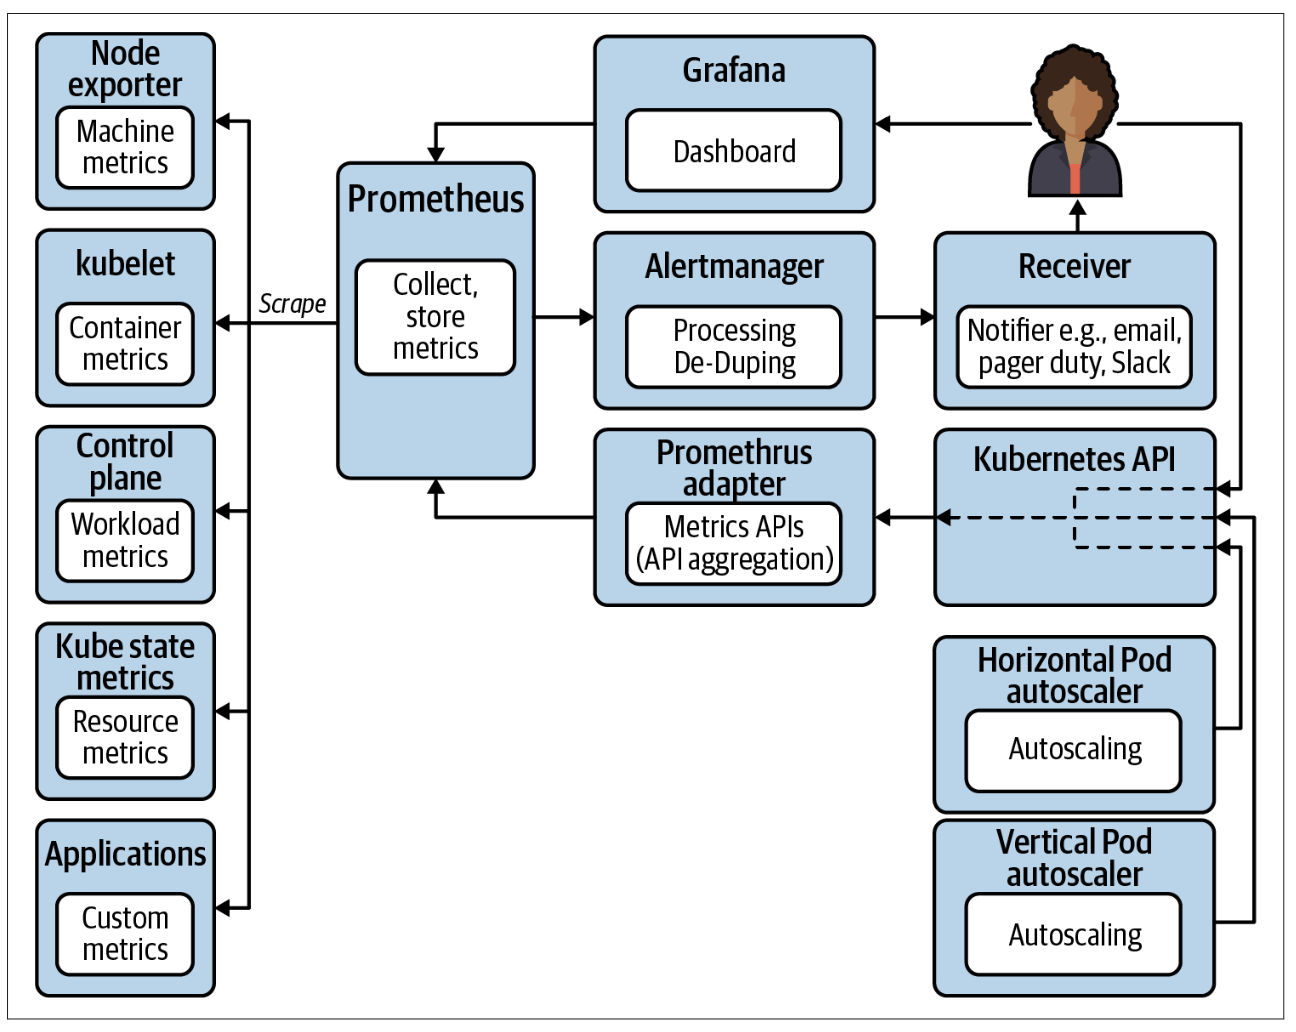 Node
exporter
Machine
metrics
kubelet
Container
metrics
Control
plane
Workload
metrics
Kube state
metrics
Resource
metrics
Applications
Custom
metrics
Scrape
Prometheus
Collect,
store
metrics
Grafana
Dashboard
Alertmanager
Processing
De-Duping
Promethrus
adapter
Metrics APIs
(API aggregation)
Receiver
Notifier e.g., email,
pager duty, Slack
Kubernetes API
Horizontal Pod
autoscaler
Autoscaling
Vertical Pod
autoscaler
Autoscaling